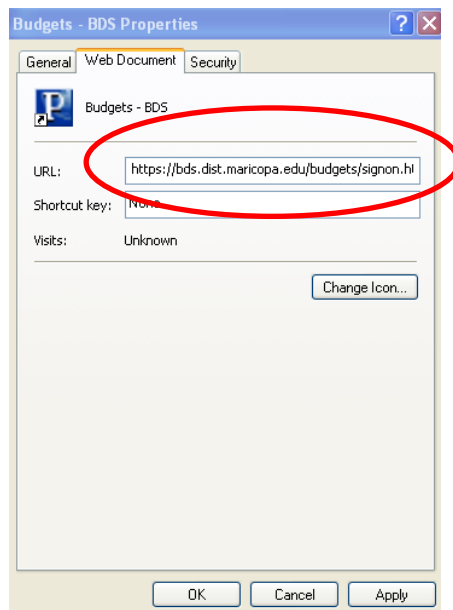 Budgets - BDS Properties
General Web Document Security
Budgets - BDS
URL: https://bds.dist.maricopa.edu/budgets/signon.ht
Shortcut key: None
Visits: Unknown
Change Icon...
OK Cancel Apply